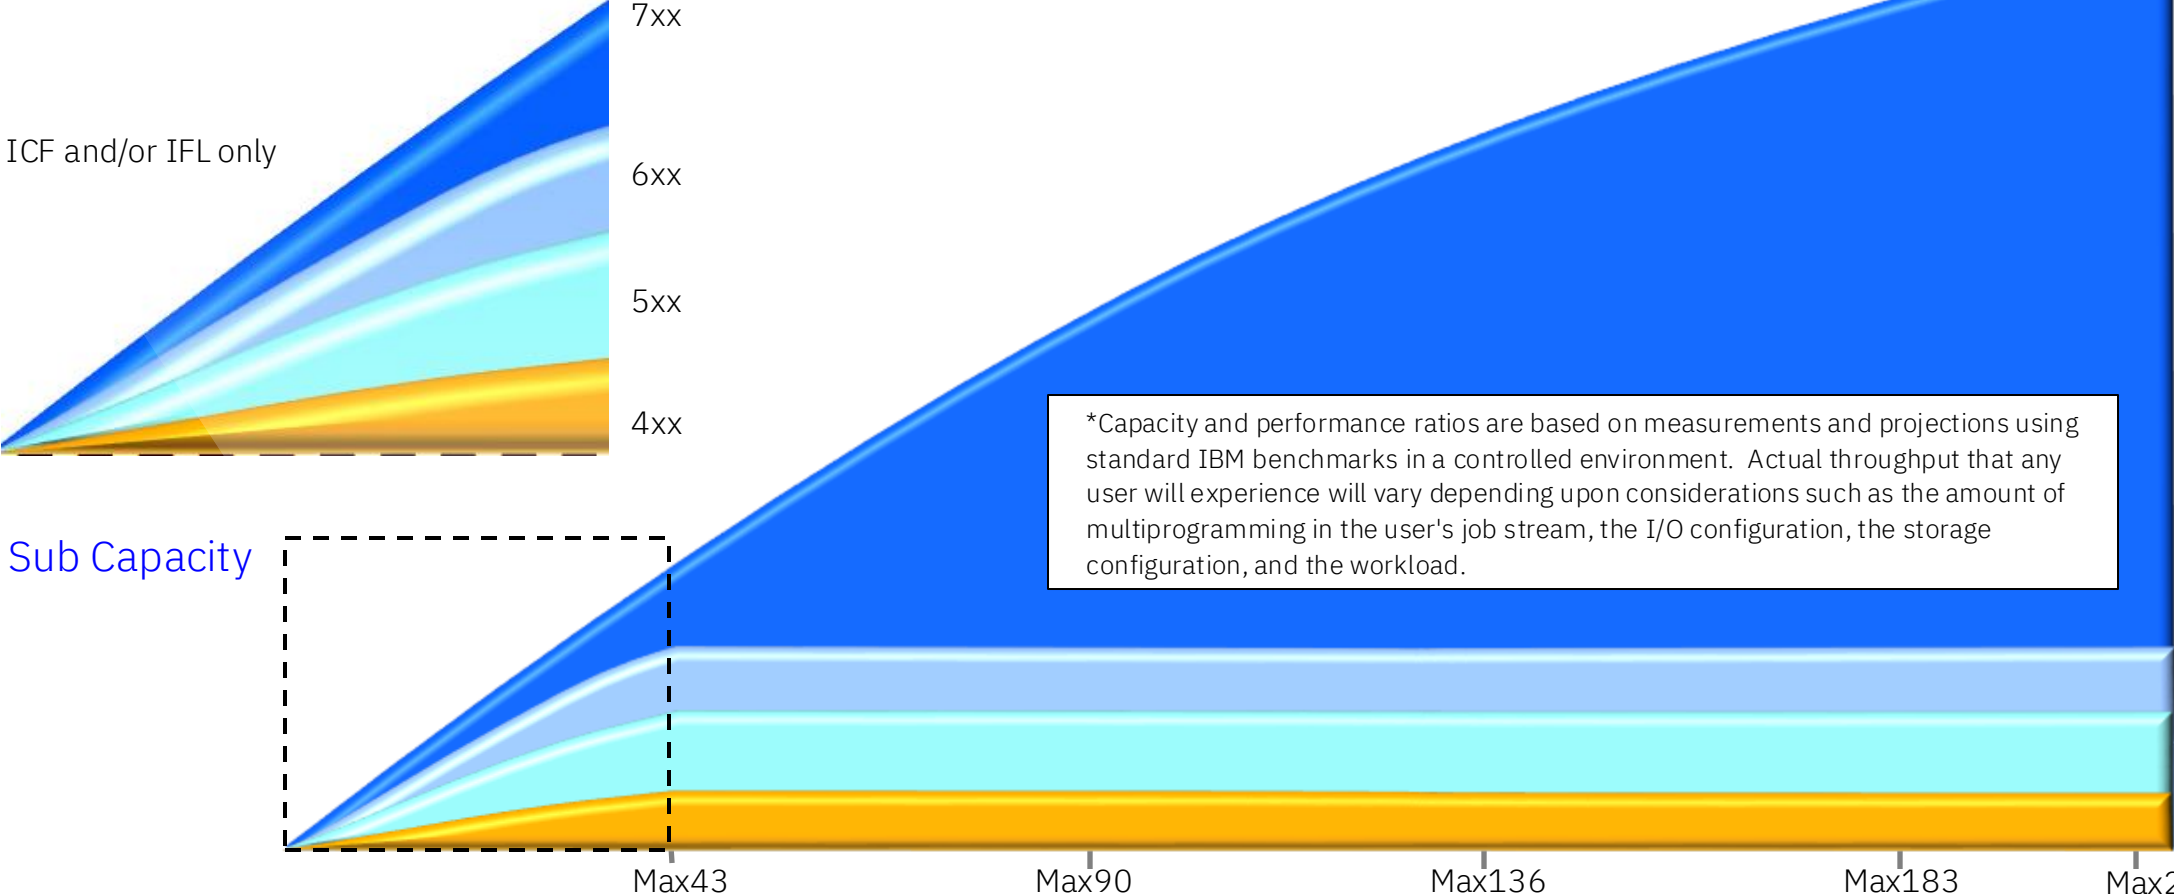 7xx
ICF and/or IFL only
6xx
5xx
4xx
*Capacity and performance ratios are based on measurements and projections using
standard IBM benchmarks in a controlled environment.  Actual throughput that any
user will experience will vary depending upon considerations such as the amount of
multiprogramming in the user's job stream, the I/O configuration, the storage
configuration, and the workload.
Sub Capacity
Max43
Max90
Max136
Max183